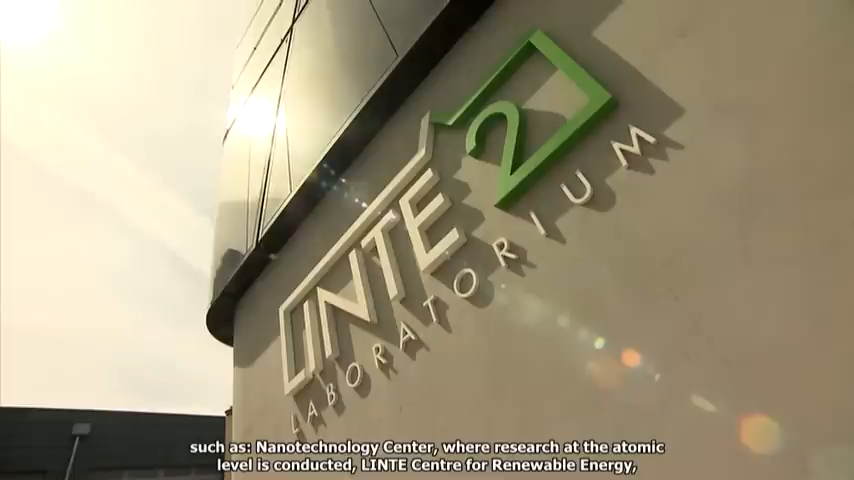 LINTE 2
LABORATORIUM
such as: Nanotechnology Center, where research at the atomic
level is conducted, LINTE Centre for Renewable Energy,